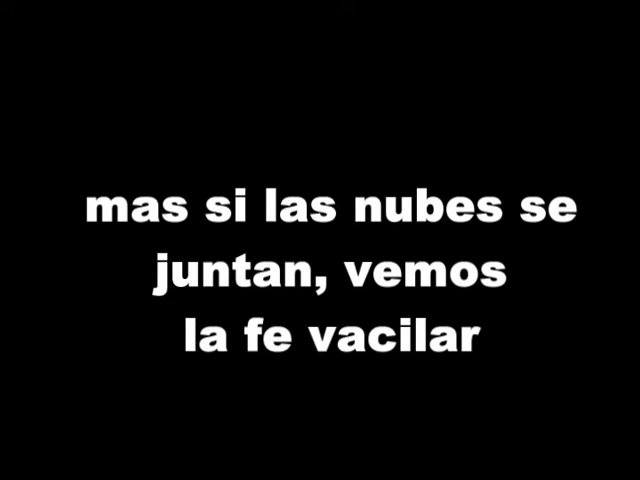 mas si las nubes se
juntan, vemos
la fe vacilar